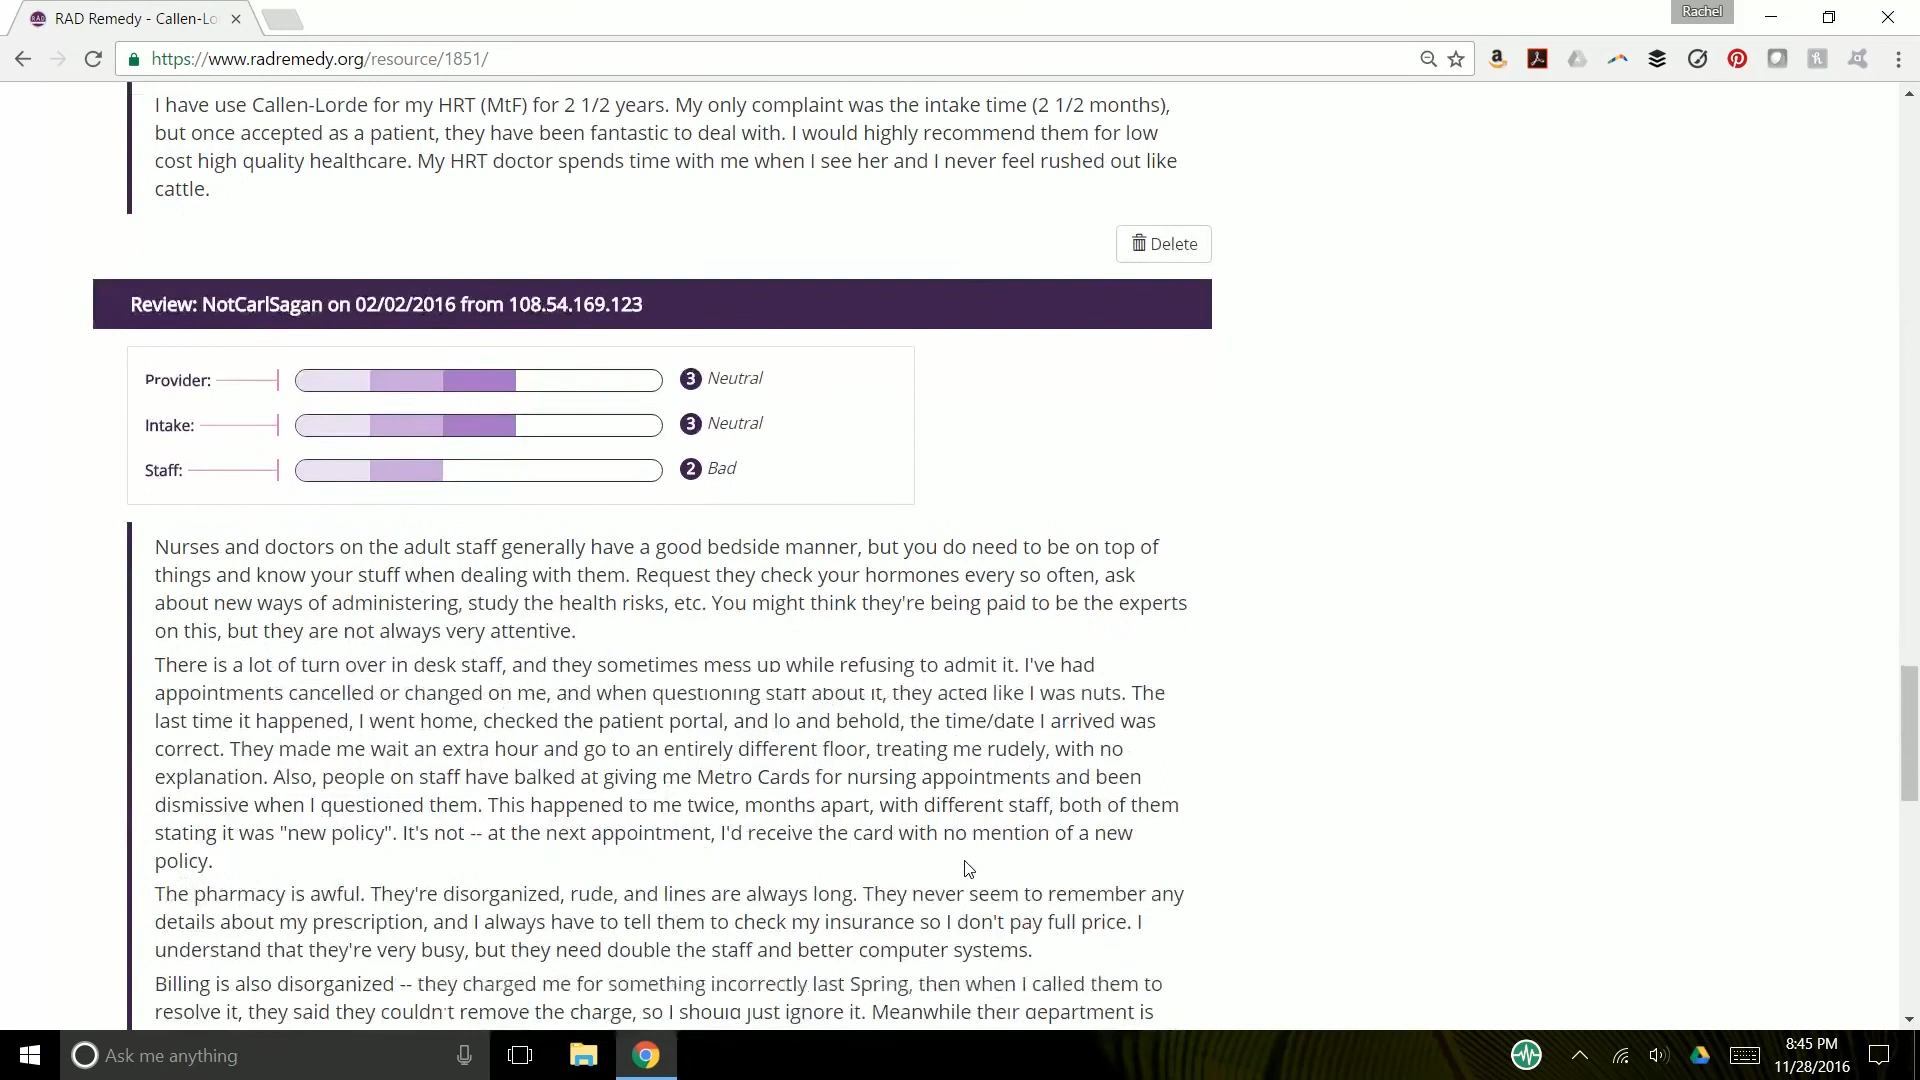 RAD Remedy - Callen-Lo
Rachel
https://www.radremedy.org/resource/1851/
I have use Callen-Lorde for my HRT (MtF) for 2 1/2 years. My only complaint was the intake time (2 1/2 months),
but once accepted as a patient, they have been fantastic to deal with. I would highly recommend them for low
cost high quality healthcare. My HRT doctor spends time with me when I see her and I never feel rushed out like
cattle.
Delete
Review: NotCarlSagan on 02/02/2016 from 108.54.169.123
Provider: 3 Neutral
Intake: 3 Neutral
Staff: 2 Bad
Nurses and doctors on the adult staff generally have a good bedside manner, but you do need to be on top of
things and know your stuff when dealing with them. Request they check your hormones every so often, ask
about new ways of administering, study the health risks, etc. You might think they're being paid to be the experts
on this, but they are not always very attentive.
There is a lot of turn over in desk staff, and they sometimes mess up while refusing to admit it. I've had
appointments cancelled or changed on me, and when questioning staff about it, they acted like I was nuts. The
last time it happened, I went home, checked the patient portal, and lo and behold, the time/date I arrived was
correct. They made me wait an extra hour and go to an entirely different floor, treating me rudely, with no
explanation. Also, people on staff have balked at giving me Metro Cards for nursing appointments and been
dismissive when I questioned them. This happened to me twice, months apart, with different staff, both of them
stating it was "new policy". It's not -- at the next appointment, I'd receive the card with no mention of a new
policy.
The pharmacy is awful. They're disorganized, rude, and lines are always long. They never seem to remember any
details about my prescription, and I always have to tell them to check my insurance so I don't pay full price. I
understand that they're very busy, but they need double the staff and better computer systems.
Billing is also disorganized -- they charged me for something incorrectly last Spring, then when I called them to
resolve it, they said they couldn't remove the charge, so I should just ignore it. Meanwhile their department is
Ask me anything
8:45 PM
11/28/2016